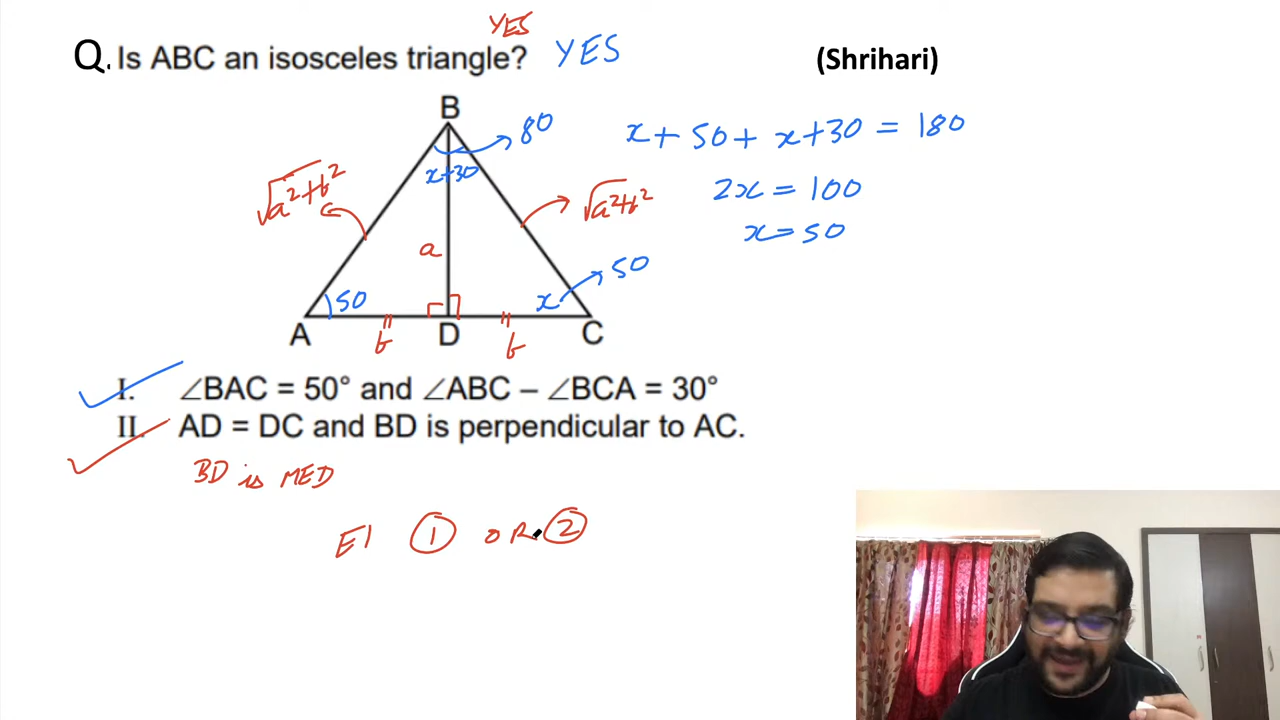 YES
Q. Is ABC an isosceles triangle? YES
(Shrihari)
B
80
x + 50 + x+30 = 180
x+30
√a²+b²
√a²+b²
2x = 100
x = 50
a
50
50
x
A
D
C
b
b
I. ∠BAC = 50° and ∠ABC – ∠BCA = 30°
II. AD = DC and BD is perpendicular to AC.
BD is MED
EI 1 OR 2